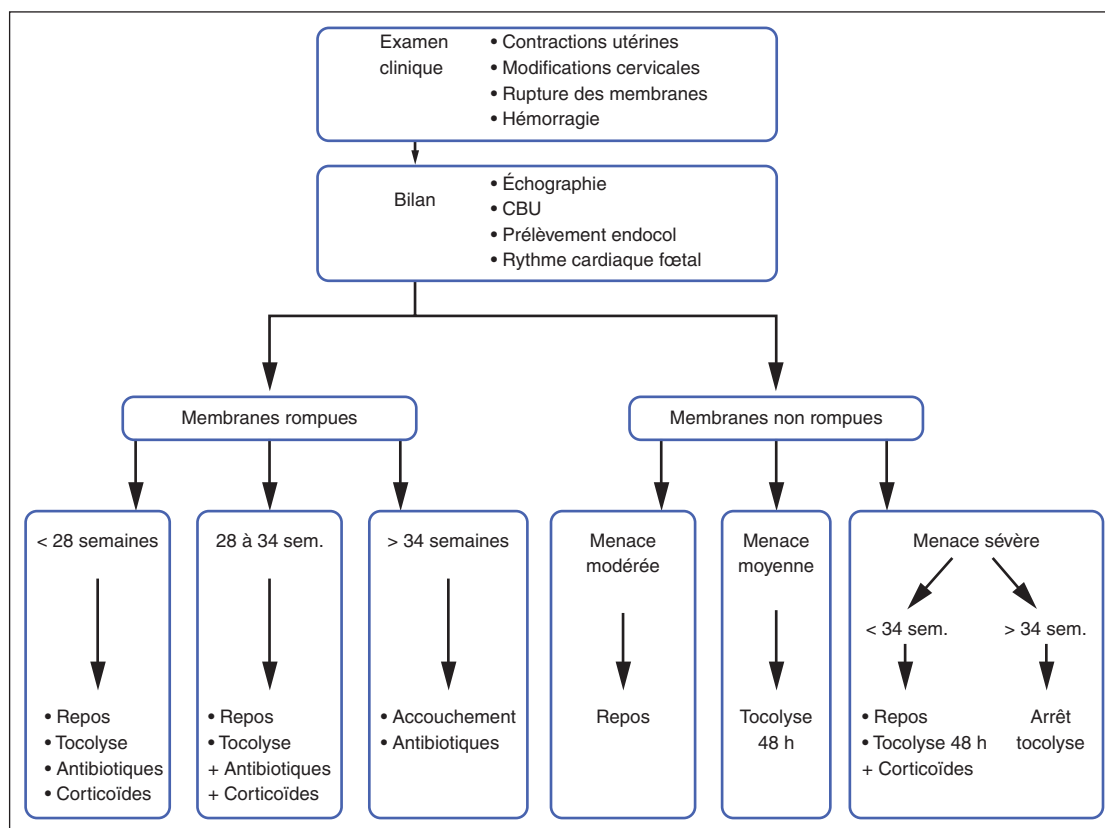 Examen
clinique
• Contractions utérines
• Modifications cervicales
• Rupture des membranes
• Hémorragie
Bilan
• Échographie
• CBU
• Prélèvement endocol
• Rythme cardiaque fœtal
Membranes rompues
Membranes non rompues
< 28 semaines
• Repos
• Tocolyse
• Antibiotiques
• Corticoïdes
28 à 34 sem.
• Repos
• Tocolyse
+ Antibiotiques
+ Corticoïdes
> 34 semaines
• Accouchement
• Antibiotiques
Menace
modérée
Repos
Menace
moyenne
Tocolyse
48 h
Menace sévère
< 34 sem.
• Repos
• Tocolyse 48 h
+ Corticoïdes
> 34 sem.
Arrêt
tocolyse